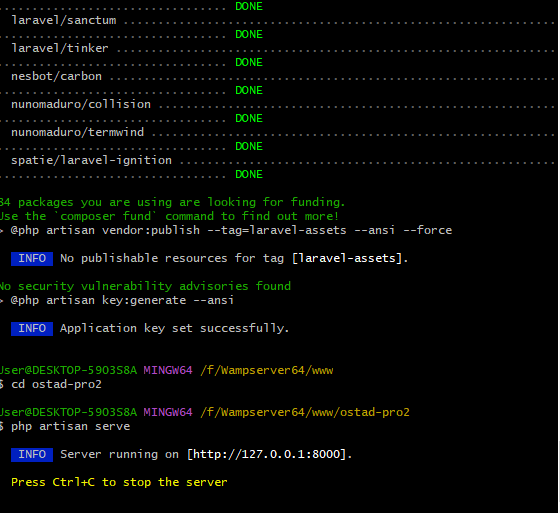 .............................. DONE
laravel/sanctum ................................................................
.............................. DONE
laravel/tinker .................................................................
.............................. DONE
nesbot/carbon ..................................................................
.............................. DONE
nunomaduro/collision ...........................................................
.............................. DONE
nunomaduro/termwind ............................................................
.............................. DONE
spatie/laravel-ignition ........................................................
.............................. DONE
84 packages you are using are looking for funding.
Use the `composer fund` command to find out more!
> @php artisan vendor:publish --tag=laravel-assets --ansi --force
INFO No publishable resources for tag [laravel-assets].
No security vulnerability advisories found
> @php artisan key:generate --ansi
INFO Application key set successfully.
User@DESKTOP-59O3S8A MINGW64 /f/Wampserver64/www
$ cd ostad-pro2
User@DESKTOP-59O3S8A MINGW64 /f/Wampserver64/www/ostad-pro2
$ php artisan serve
INFO Server running on [http://127.0.0.1:8000].
Press Ctrl+C to stop the server